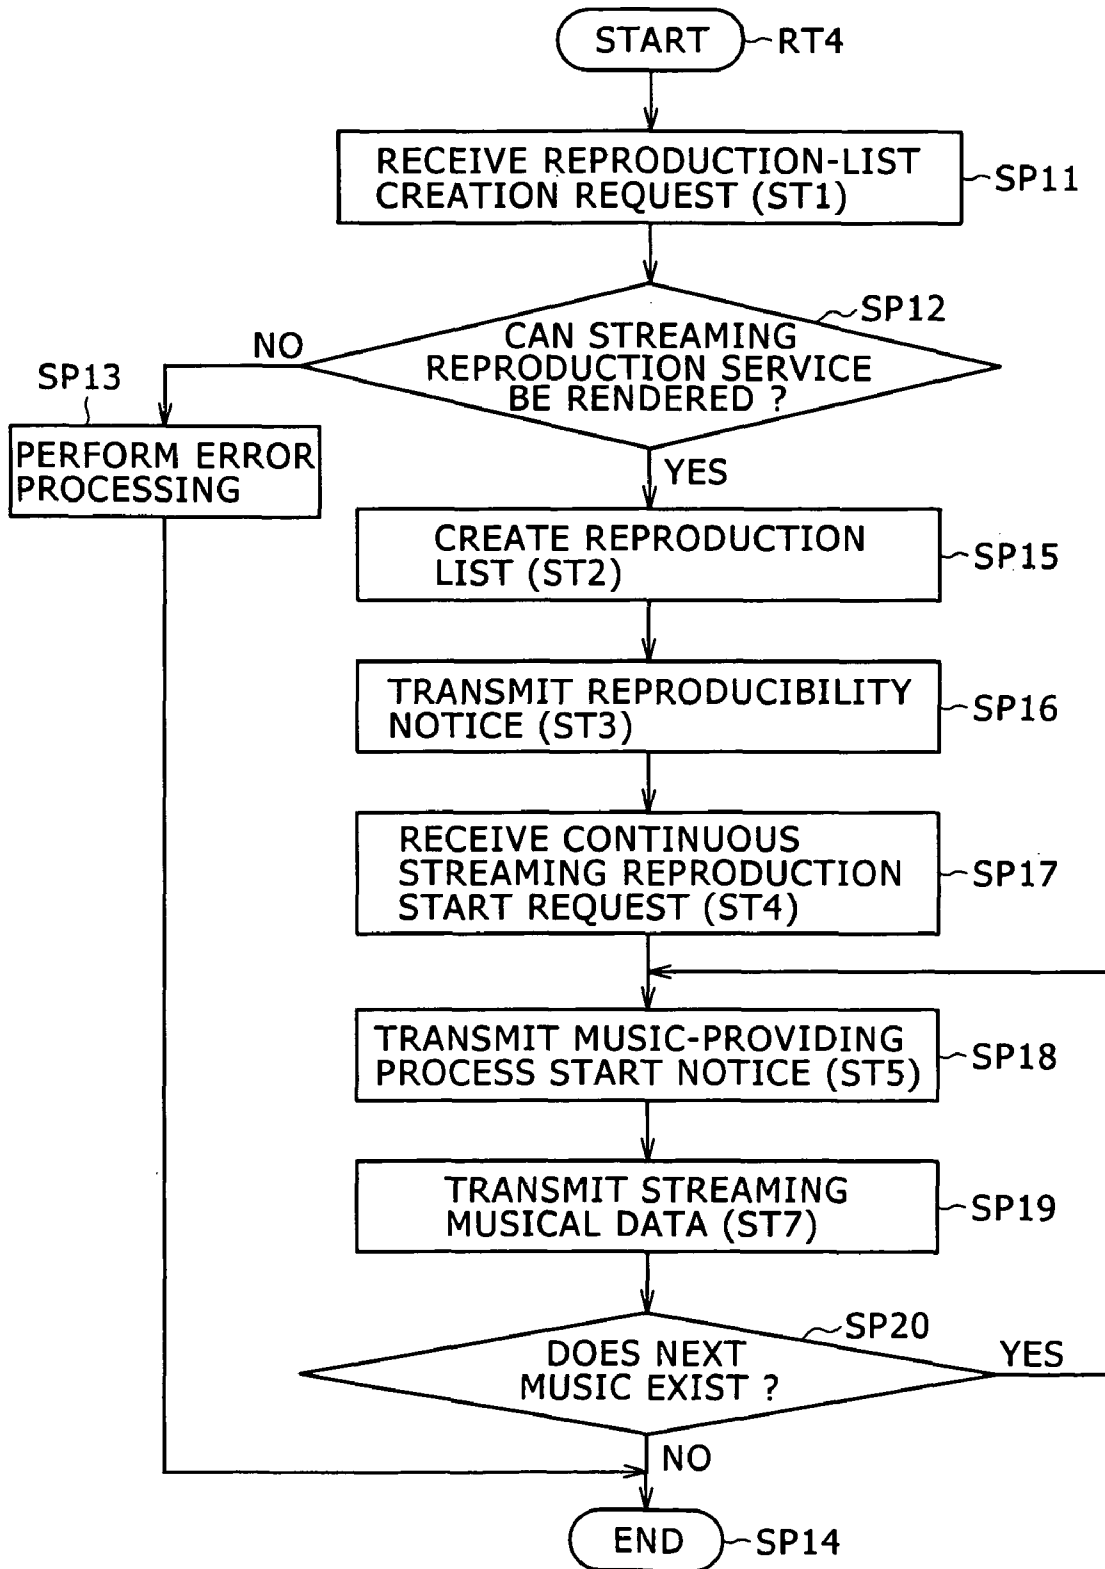 START
RT4
RECEIVE REPRODUCTION-LIST
CREATION REQUEST (ST1)
SP11
SP12
CAN STREAMING
REPRODUCTION SERVICE
BE RENDERED ?
NO
SP13
PERFORM ERROR
PROCESSING
YES
CREATE REPRODUCTION
LIST (ST2)
SP15
TRANSMIT REPRODUCIBILITY
NOTICE (ST3)
SP16
RECEIVE CONTINUOUS
STREAMING REPRODUCTION
START REQUEST (ST4)
SP17
TRANSMIT MUSIC-PROVIDING
PROCESS START NOTICE (ST5)
SP18
TRANSMIT STREAMING
MUSICAL DATA (ST7)
SP19
SP20
DOES NEXT
MUSIC EXIST ?
YES
NO
END
SP14